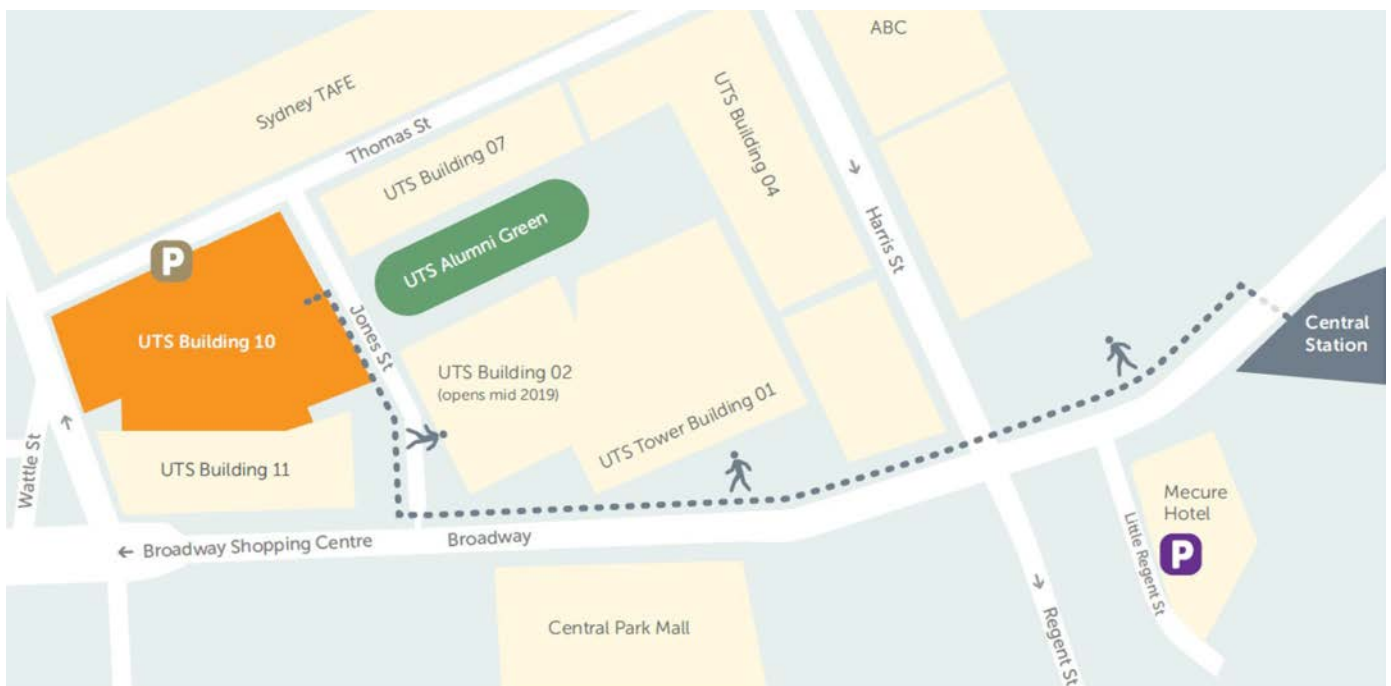 ABC
Sydney TAFE
Thomas St
UTS Building 07
UTS Building 04
UTS Alumni Green
Harris St
P
UTS Building 10
Jones St
Central
Station
UTS Building 02
(opens mid 2019)
UTS Tower Building 01
UTS Building 11
Wattle St
Mecure
Hotel
P
Little Regent St
← Broadway Shopping Centre
Broadway
Central Park Mall
Regent St